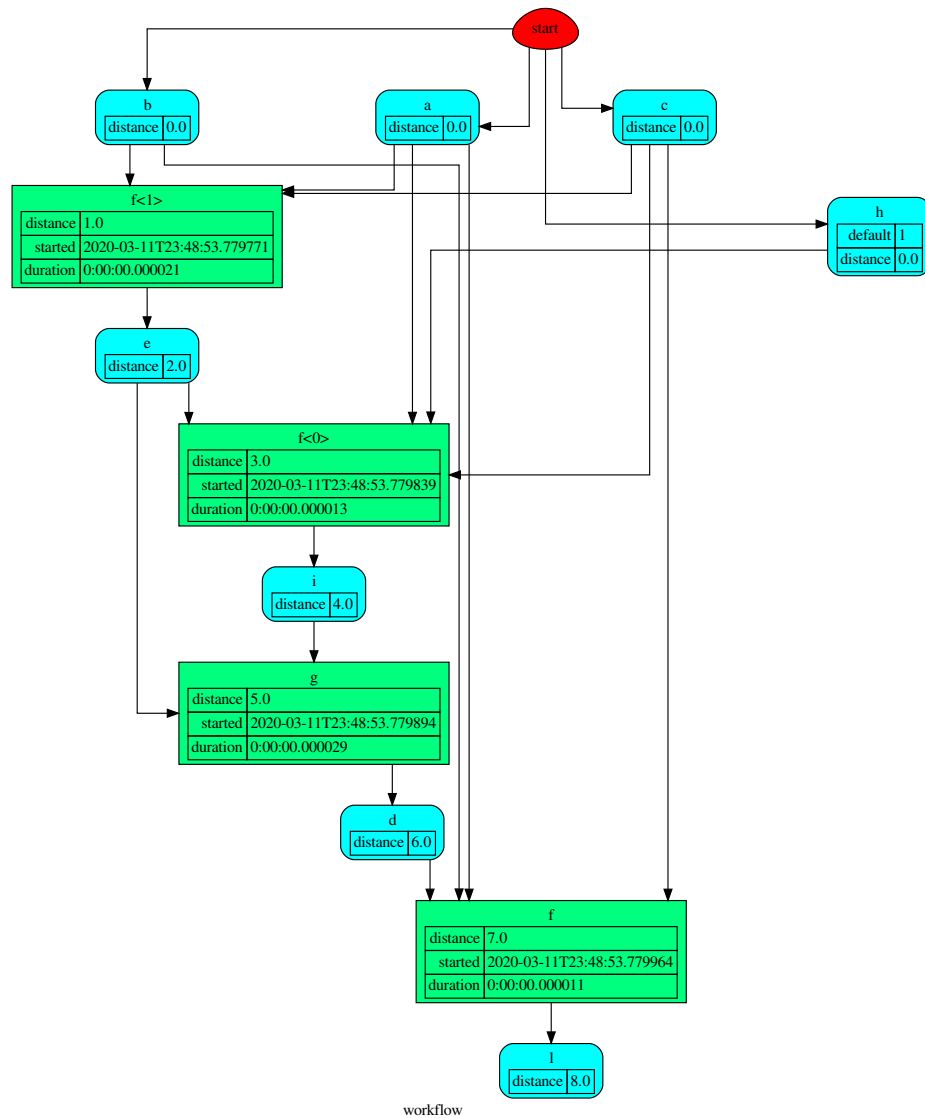 start
b
distance 0.0
a
distance 0.0
c
distance 0.0
f<1>
distance 1.0
started 2020-03-11T23:48:53.779771
duration 0:00:00.000021
h
default 1
distance 0.0
e
distance 2.0
f<0>
distance 3.0
started 2020-03-11T23:48:53.779839
duration 0:00:00.000013
i
distance 4.0
g
distance 5.0
started 2020-03-11T23:48:53.779894
duration 0:00:00.000029
d
distance 6.0
f
distance 7.0
started 2020-03-11T23:48:53.779964
duration 0:00:00.000011
l
distance 8.0
workflow